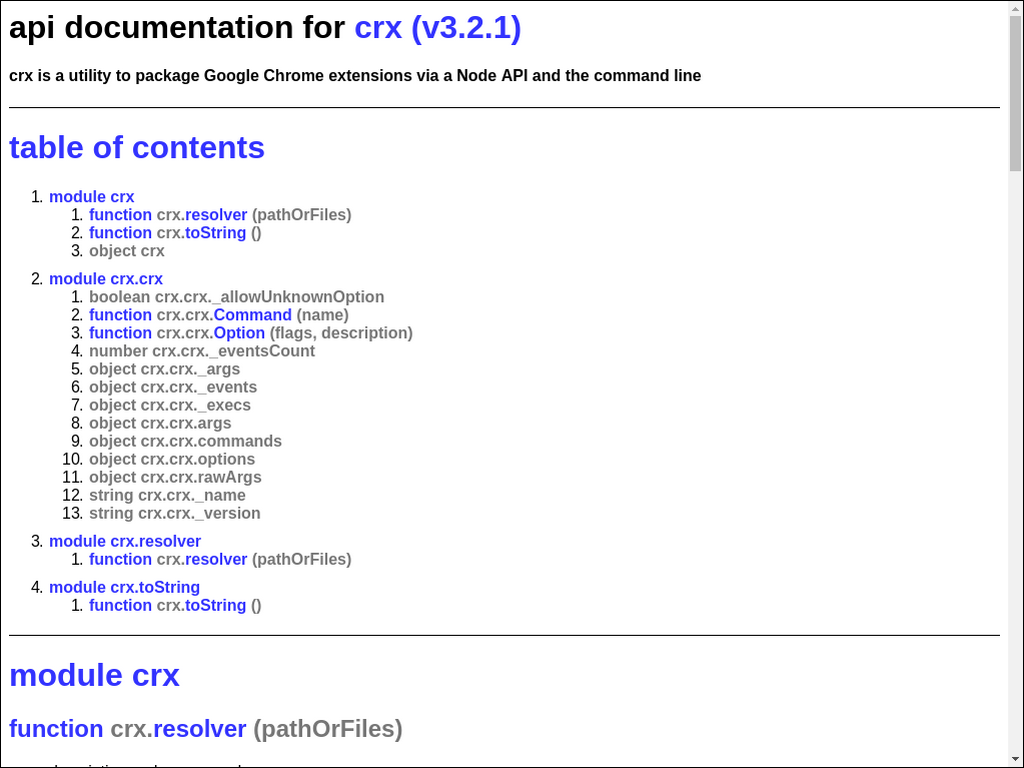 api documentation for crx (v3.2.1)
crx is a utility to package Google Chrome extensions via a Node API and the command line
table of contents
1. module crx
1. function crx.resolver (pathOrFiles)
2. function crx.toString ()
3. object crx
2. module crx.crx
1. boolean crx.crx._allowUnknownOption
2. function crx.crx.Command (name)
3. function crx.crx.Option (flags, description)
4. number crx.crx._eventsCount
5. object crx.crx._args
6. object crx.crx._events
7. object crx.crx._execs
8. object crx.crx.args
9. object crx.crx.commands
10. object crx.crx.options
11. object crx.crx.rawArgs
12. string crx.crx._name
13. string crx.crx._version
3. module crx.resolver
1. function crx.resolver (pathOrFiles)
4. module crx.toString
1. function crx.toString ()
module crx
function crx.resolver (pathOrFiles)